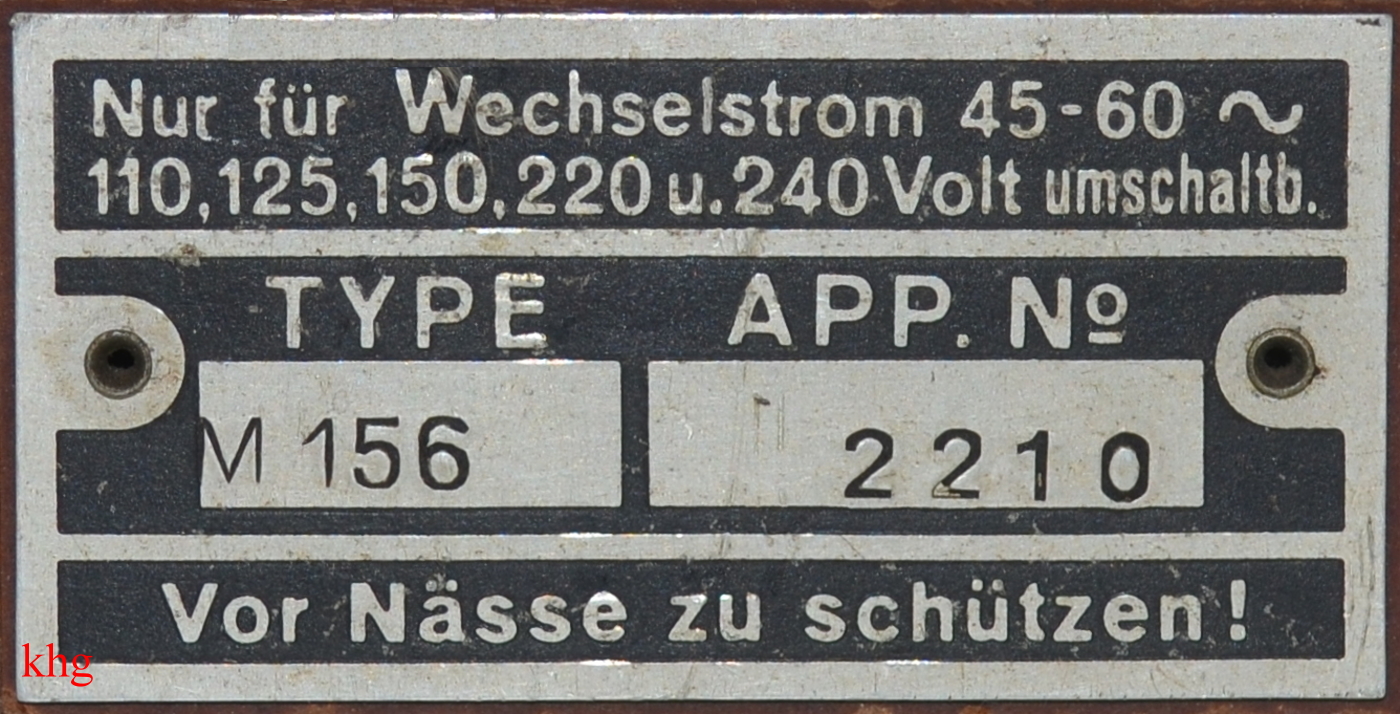 Nur für Wechselstrom 45-60 ~
110,125,150,220 u. 240 Volt umschaltb.
TYPE APP. Nº
M 156 2210
Vor Nässe zu schützen!
khg